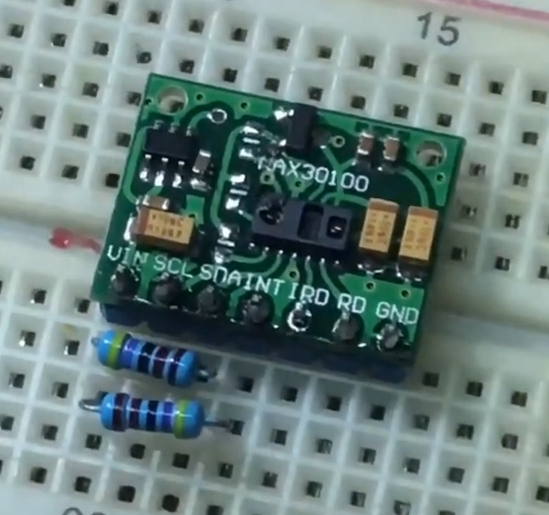 15
MAX30100
VIN SCL SDA INT IRD RD GND